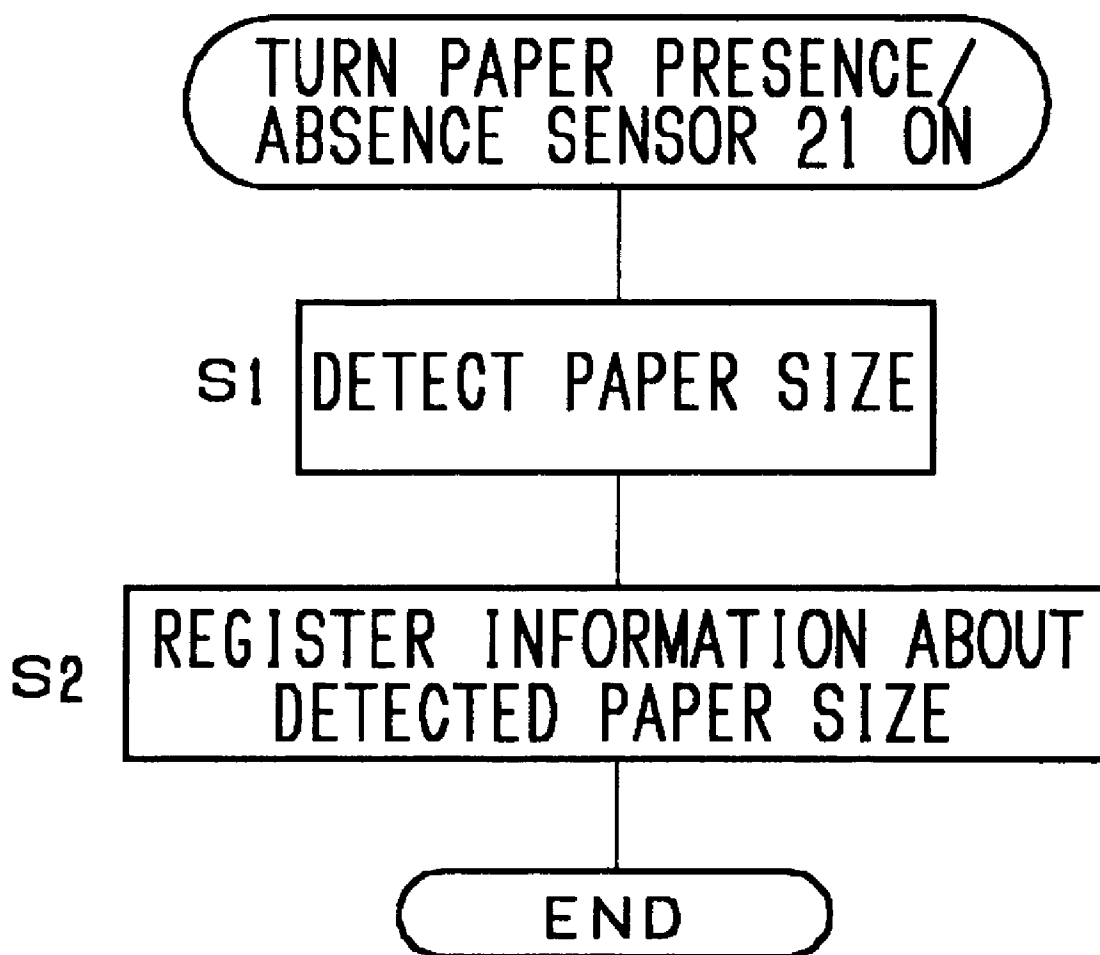 TURN PAPER PRESENCE/
ABSENCE SENSOR 21 ON
S1 DETECT PAPER SIZE
REGISTER INFORMATION ABOUT
S2
DETECTED PAPER SIZE
END